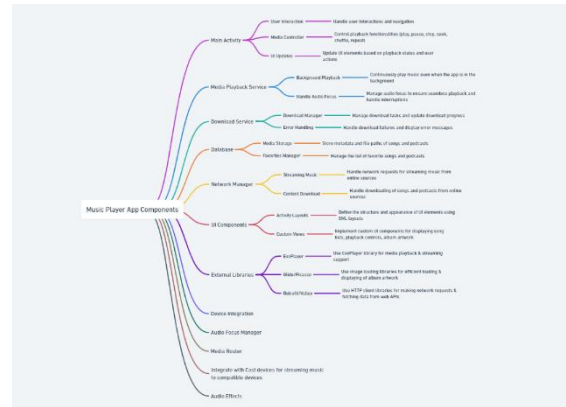 User Interaction
Handle user interactions and navigation
Main Activity
Media Controller
Control playback functionalities (play, pause, stop, seek,
shuffle, repeat)
UI Updates
Update UI elements based on playback status and user
actions
Media Playback Service
Background Playback
Continuously play music even when the app is in the
background
Handle Audio Focus
Manage audio focus to ensure seamless playback and
handle interruptions
Download Service
Download Manager
Manage download tasks and update download progress
Error Handling
Handle download failures and display error messages
Database
Media Storage
Store metadata and file paths of songs and podcasts
Favorites Manager
Manage the list of favorite songs and podcasts
Network Manager
Streaming Music
Handle network requests for streaming music from
online sources
Content Download
Handle downloading of songs and podcasts from online
sources
Music Player App Components
UI Components
Activity Layouts
Define the structure and appearance of UI elements using
XML layouts
Custom Views
Implement custom UI components for displaying song
lists, playback controls, album artwork
External Libraries
ExoPlayer
Use ExoPlayer library for media playback & streaming
support
Glide/Picasso
Use image loading libraries for efficient loading &
displaying of album artwork
Retrofit/Volley
Use HTTP client libraries for making network requests &
fetching data from web APIs
Device Integration
Audio Focus Manager
Media Router
Integrate with Cast devices for streaming music
to compatible devices
Audio Effects